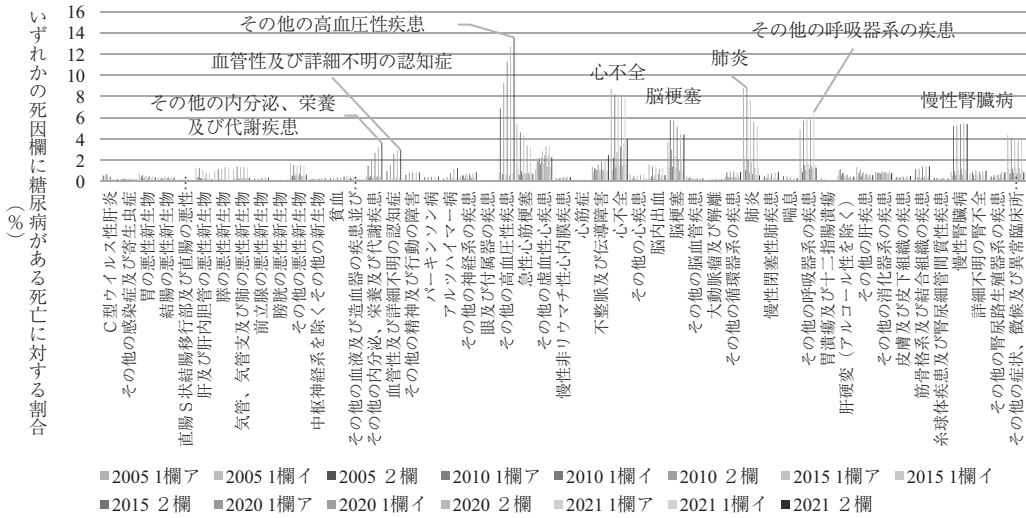 いずれかの死因欄に糖尿病がある死亡に対する割合
（%）
16
14
12
10
8
6
4
2
0
その他の高血圧性疾患
血管性及び詳細不明の認知症
その他の内分泌、栄養
及び代謝疾患
心不全
脳梗塞
肺炎
その他の呼吸器系の疾患
慢性腎臓病
C型ウイルス性肝炎
その他の感染症及び寄生虫症
胃の悪性新生物
結腸の悪性新生物
直腸S状結腸移行部及び直腸の悪性…
肝及び肝内胆管の悪性新生物
膵の悪性新生物
気管、気管支及び肺の悪性新生物
前立腺の悪性新生物
膀胱の悪性新生物
その他の悪性新生物
中枢神経系を除くその他の新生物
貧血
その他の血液及び造血器の疾患並び…
その他の内分泌、栄養及び代謝疾患
血管性及び詳細不明の認知症
その他の精神及び行動の障害
パーキンソン病
アルツハイマー病
その他の神経系の疾患
眼及び付属器の疾患
その他の高血圧性疾患
急性心筋梗塞
その他の虚血性心疾患
慢性非リウマチ性心内膜疾患
心筋症
不整脈及び伝導障害
心不全
その他の心疾患
脳内出血
脳梗塞
その他の脳血管疾患
大動脈瘤及び解離
その他の循環器系の疾患
肺炎
慢性閉塞性肺疾患
喘息
その他の呼吸器系の疾患
胃潰瘍及び十二指腸潰瘍
肝硬変（アルコール性を除く）
その他の肝疾患
その他の消化器系の疾患
皮膚及び皮下組織の疾患
筋骨格系及び結合組織の疾患
糸球体疾患及び腎尿細管間質性疾患
慢性腎臓病
詳細不明の腎不全
その他の腎尿路生殖器系の疾患
その他の症状、徴候及び異常臨床所…
2005 1欄ア 2005 1欄イ 2005 2欄 2010 1欄ア 2010 1欄イ 2010 2欄 2015 1欄ア 2015 1欄イ
2015 2欄 2020 1欄ア 2020 1欄イ 2020 2欄 2021 1欄ア 2021 1欄イ 2021 2欄